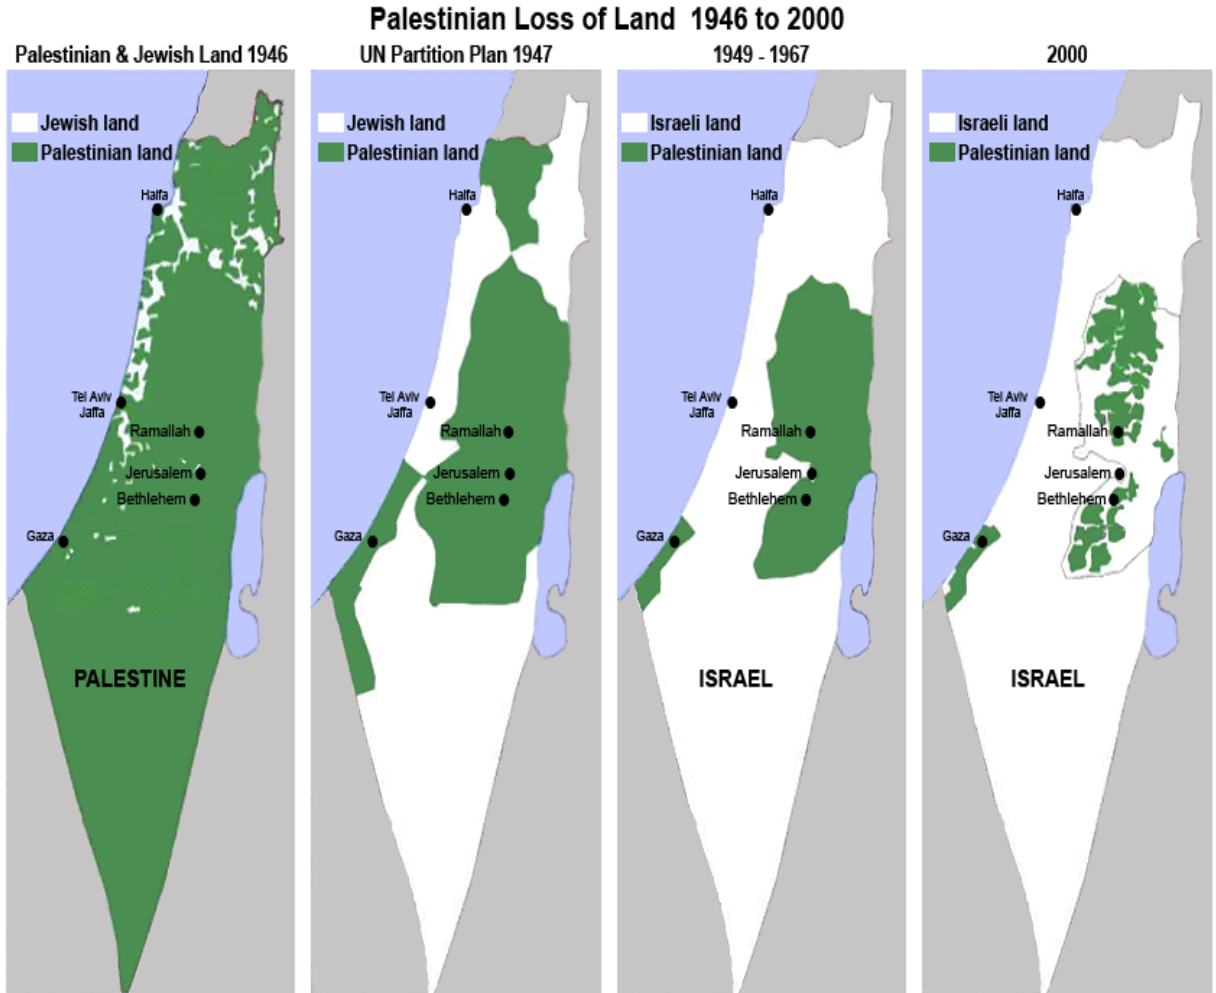 Palestinian Loss of Land 1946 to 2000
Palestinian & Jewish Land 1946
Jewish land
Palestinian land
Haifa
Tel Aviv
Jaffa
Ramallah
Jerusalem
Bethlehem
Gaza
PALESTINE
UN Partition Plan 1947
Jewish land
Palestinian land
Haifa
Tel Aviv
Jaffa
Ramallah
Jerusalem
Bethlehem
Gaza
1949 - 1967
Israeli land
Palestinian land
Haifa
Tel Aviv
Jaffa
Ramallah
Jerusalem
Bethlehem
Gaza
ISRAEL
2000
Israeli land
Palestinian land
Haifa
Tel Aviv
Jaffa
Ramallah
Jerusalem
Bethlehem
Gaza
ISRAEL